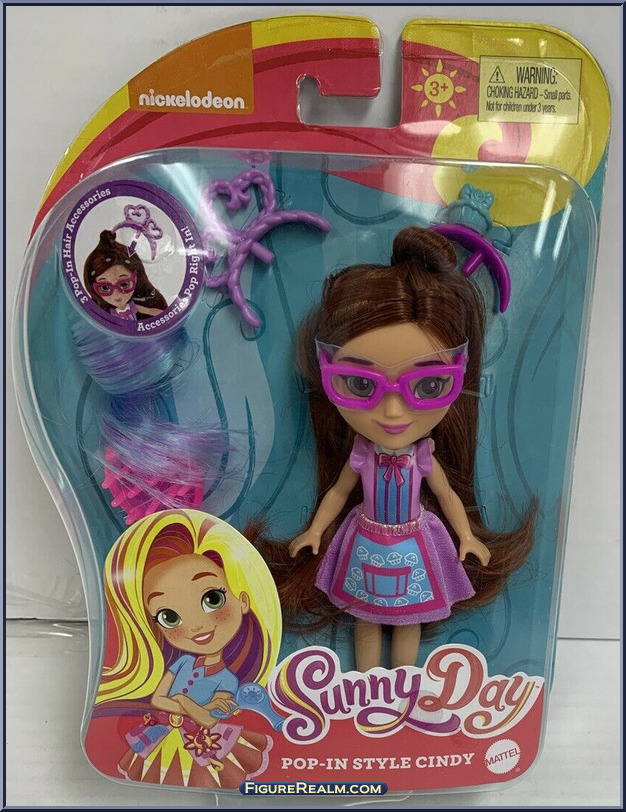 nickelodeon
3+
WARNING:
CHOKING HAZARD – Small parts.
Not for children under 3 years.
3 Pop-In Hair Accessories
Accessories Pop Right In!
Sunny Day™
POP-IN STYLE CINDY
MATTEL
FIGUREREALM.COM